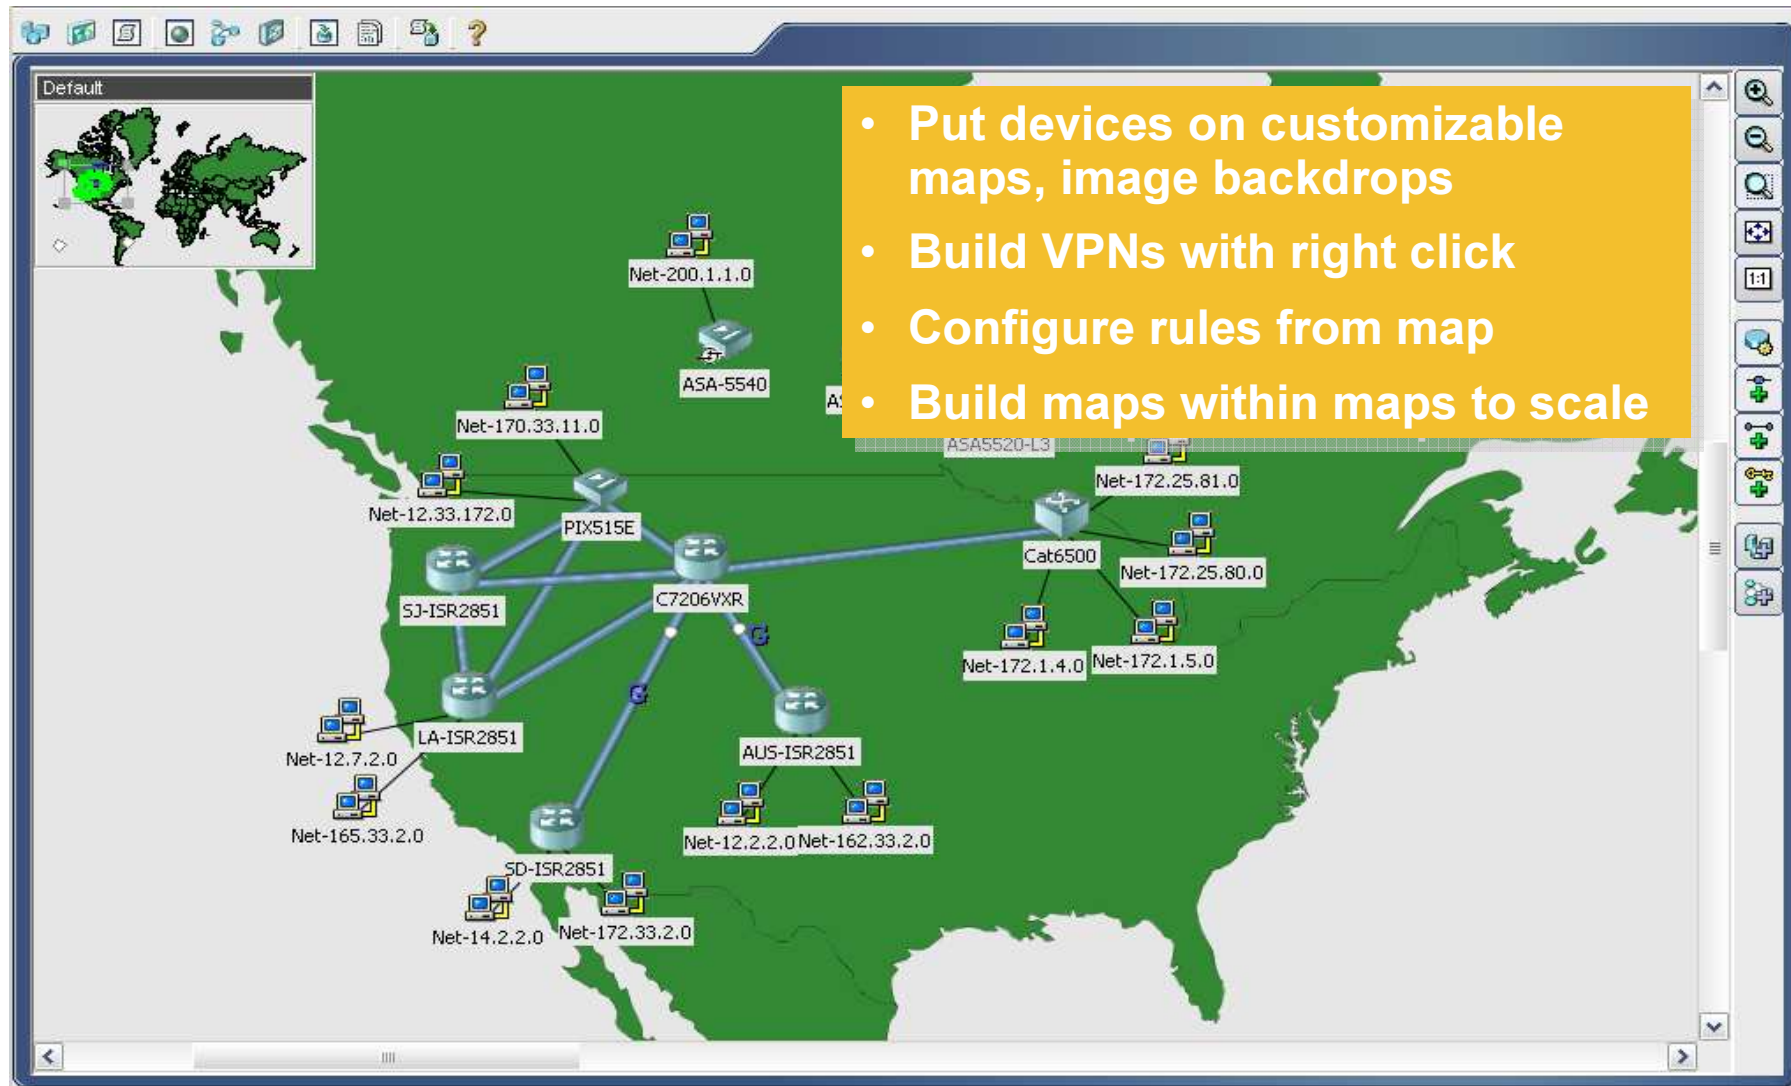 Default
• Put devices on customizable
maps, image backdrops
• Build VPNs with right click
• Configure rules from map
• Build maps within maps to scale
1:1
Net-200.1.1.0
ASA-5540
Net-170.33.11.0
ASA5520-L3
Net-172.25.81.0
Net-12.33.172.0
PIX515E
Cat6500
Net-172.25.80.0
SJ-ISR2851
C7206VXR
G
Net-172.1.4.0
Net-172.1.5.0
G
LA-ISR2851
AUS-ISR2851
Net-12.7.2.0
Net-165.33.2.0
Net-12.2.2.0
Net-162.33.2.0
SD-ISR2851
Net-14.2.2.0
Net-172.33.2.0